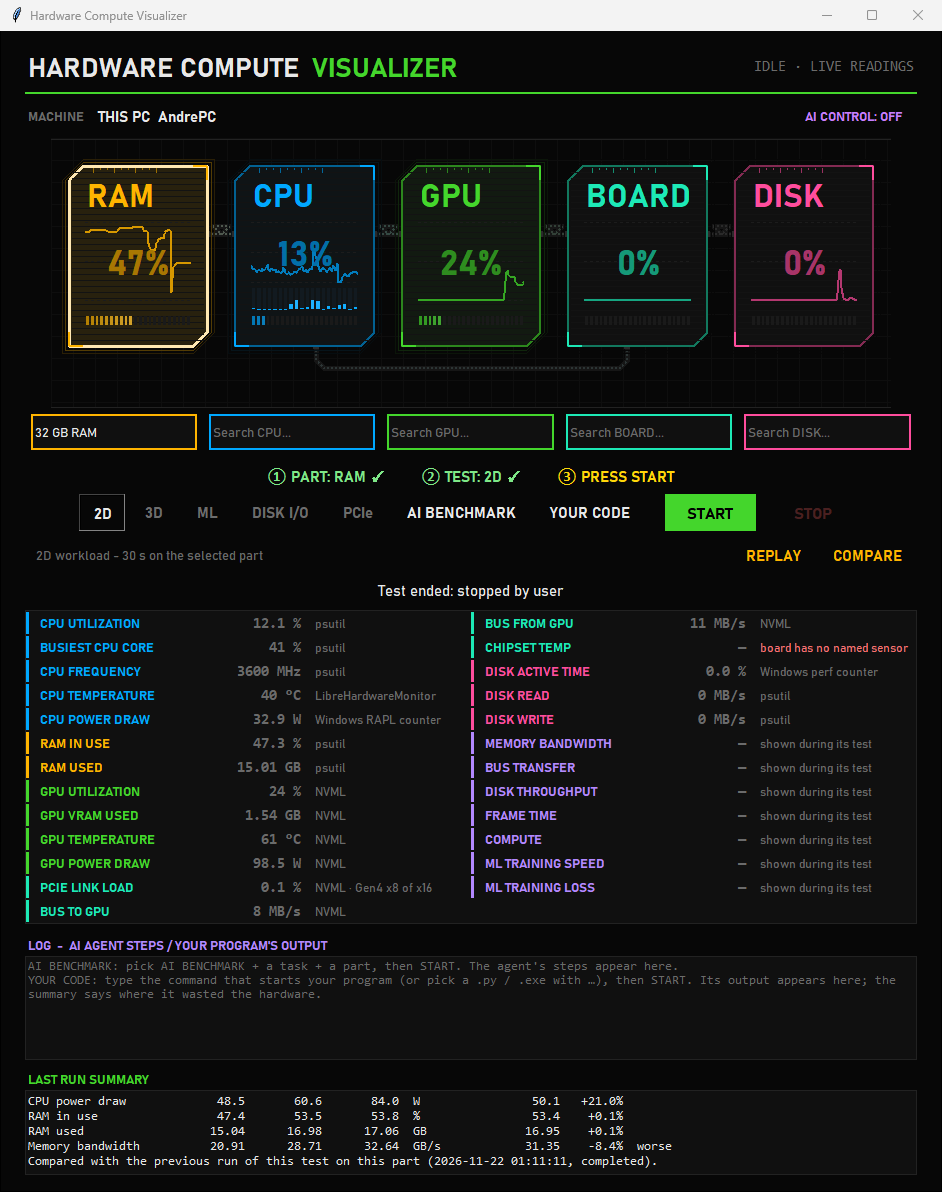 Hardware Compute Visualizer
HARDWARE COMPUTE VISUALIZER
IDLE · LIVE READINGS
MACHINE THIS PC AndrePC
AI CONTROL: OFF
RAM CPU GPU BOARD DISK
47% 13% 24% 0% 0%
32 GB RAM Search CPU... Search GPU... Search BOARD... Search DISK...
① PART: RAM ✓ ② TEST: 2D ✓ ③ PRESS START
2D 3D ML DISK I/O PCIe AI BENCHMARK YOUR CODE START STOP
2D workload - 30 s on the selected part REPLAY COMPARE
Test ended: stopped by user
CPU UTILIZATION 12.1 % psutil
BUSIEST CPU CORE 41 % psutil
CPU FREQUENCY 3600 MHz psutil
CPU TEMPERATURE 40 °C LibreHardwareMonitor
CPU POWER DRAW 32.9 W Windows RAPL counter
RAM IN USE 47.3 % psutil
RAM USED 15.01 GB psutil
GPU UTILIZATION 24 % NVML
GPU VRAM USED 1.54 GB NVML
GPU TEMPERATURE 61 °C NVML
GPU POWER DRAW 98.5 W NVML
PCIE LINK LOAD 0.1 % NVML · Gen4 x8 of x16
BUS TO GPU 8 MB/s NVML
BUS FROM GPU 11 MB/s NVML
CHIPSET TEMP — board has no named sensor
DISK ACTIVE TIME 0.0 % Windows perf counter
DISK READ 0 MB/s psutil
DISK WRITE 0 MB/s psutil
MEMORY BANDWIDTH — shown during its test
BUS TRANSFER — shown during its test
DISK THROUGHPUT — shown during its test
FRAME TIME — shown during its test
COMPUTE — shown during its test
ML TRAINING SPEED — shown during its test
ML TRAINING LOSS — shown during its test
LOG - AI AGENT STEPS / YOUR PROGRAM'S OUTPUT
AI BENCHMARK: pick AI BENCHMARK + a task + a part, then START. The agent's steps appear here.
YOUR CODE: type the command that starts your program (or pick a .py / .exe with …), then START. Its output appears here; the
summary says where it wasted the hardware.
LAST RUN SUMMARY
CPU power draw 48.5 60.6 84.0 W 50.1 +21.0%
RAM in use 47.4 53.5 53.8 % 53.4 +0.1%
RAM used 15.04 16.98 17.06 GB 16.95 +0.1%
Memory bandwidth 20.91 28.71 32.64 GB/s 31.35 -8.4% worse
Compared with the previous run of this test on this part (2026-11-22 01:11:11, completed).